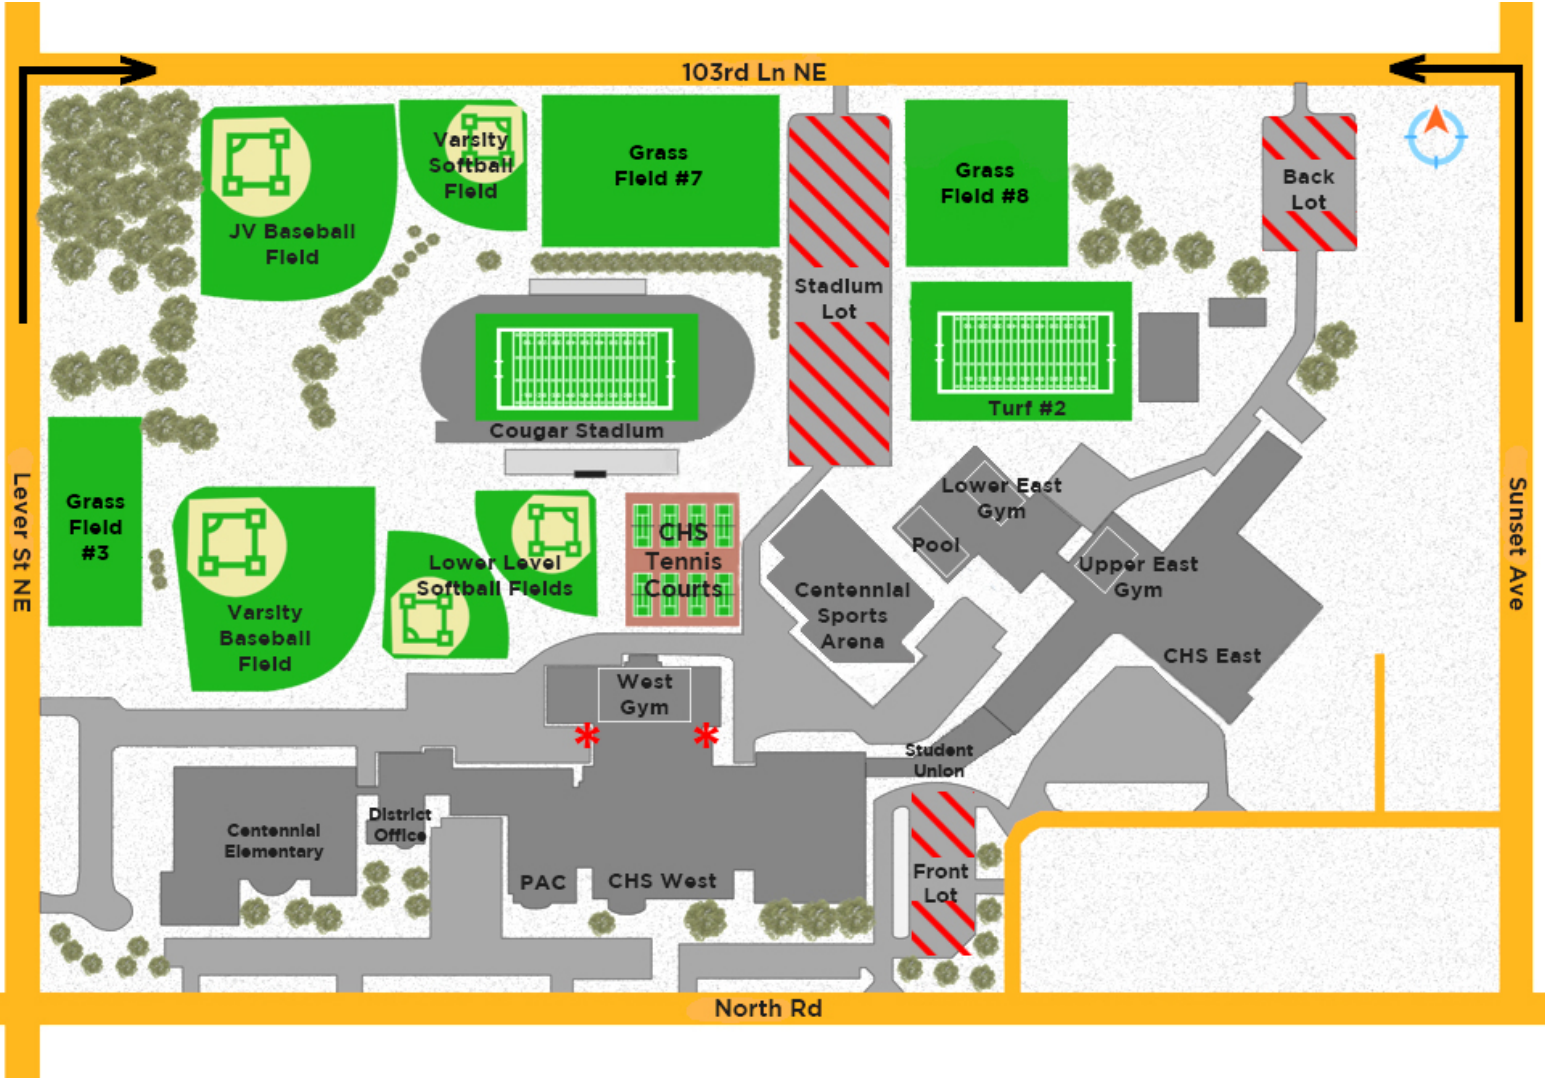 103rd Ln NE
Varsity
Softball
Field
Grass
Field #7
Grass
Field #8
Back
Lot
JV Baseball
Field
Stadium
Lot
Turf #2
Cougar Stadium
Lever St NE
Sunset Ave
Grass
Field
#3
Lower East
Gym
CHS
Tennis
Courts
Pool
Lower Level
Softball Fields
Upper East
Gym
Centennial
Sports
Arena
Varsity
Baseball
Field
CHS East
West
Gym
*
*
Student
Union
District
Office
Centennial
Elementary
PAC
CHS West
Front
Lot
North Rd